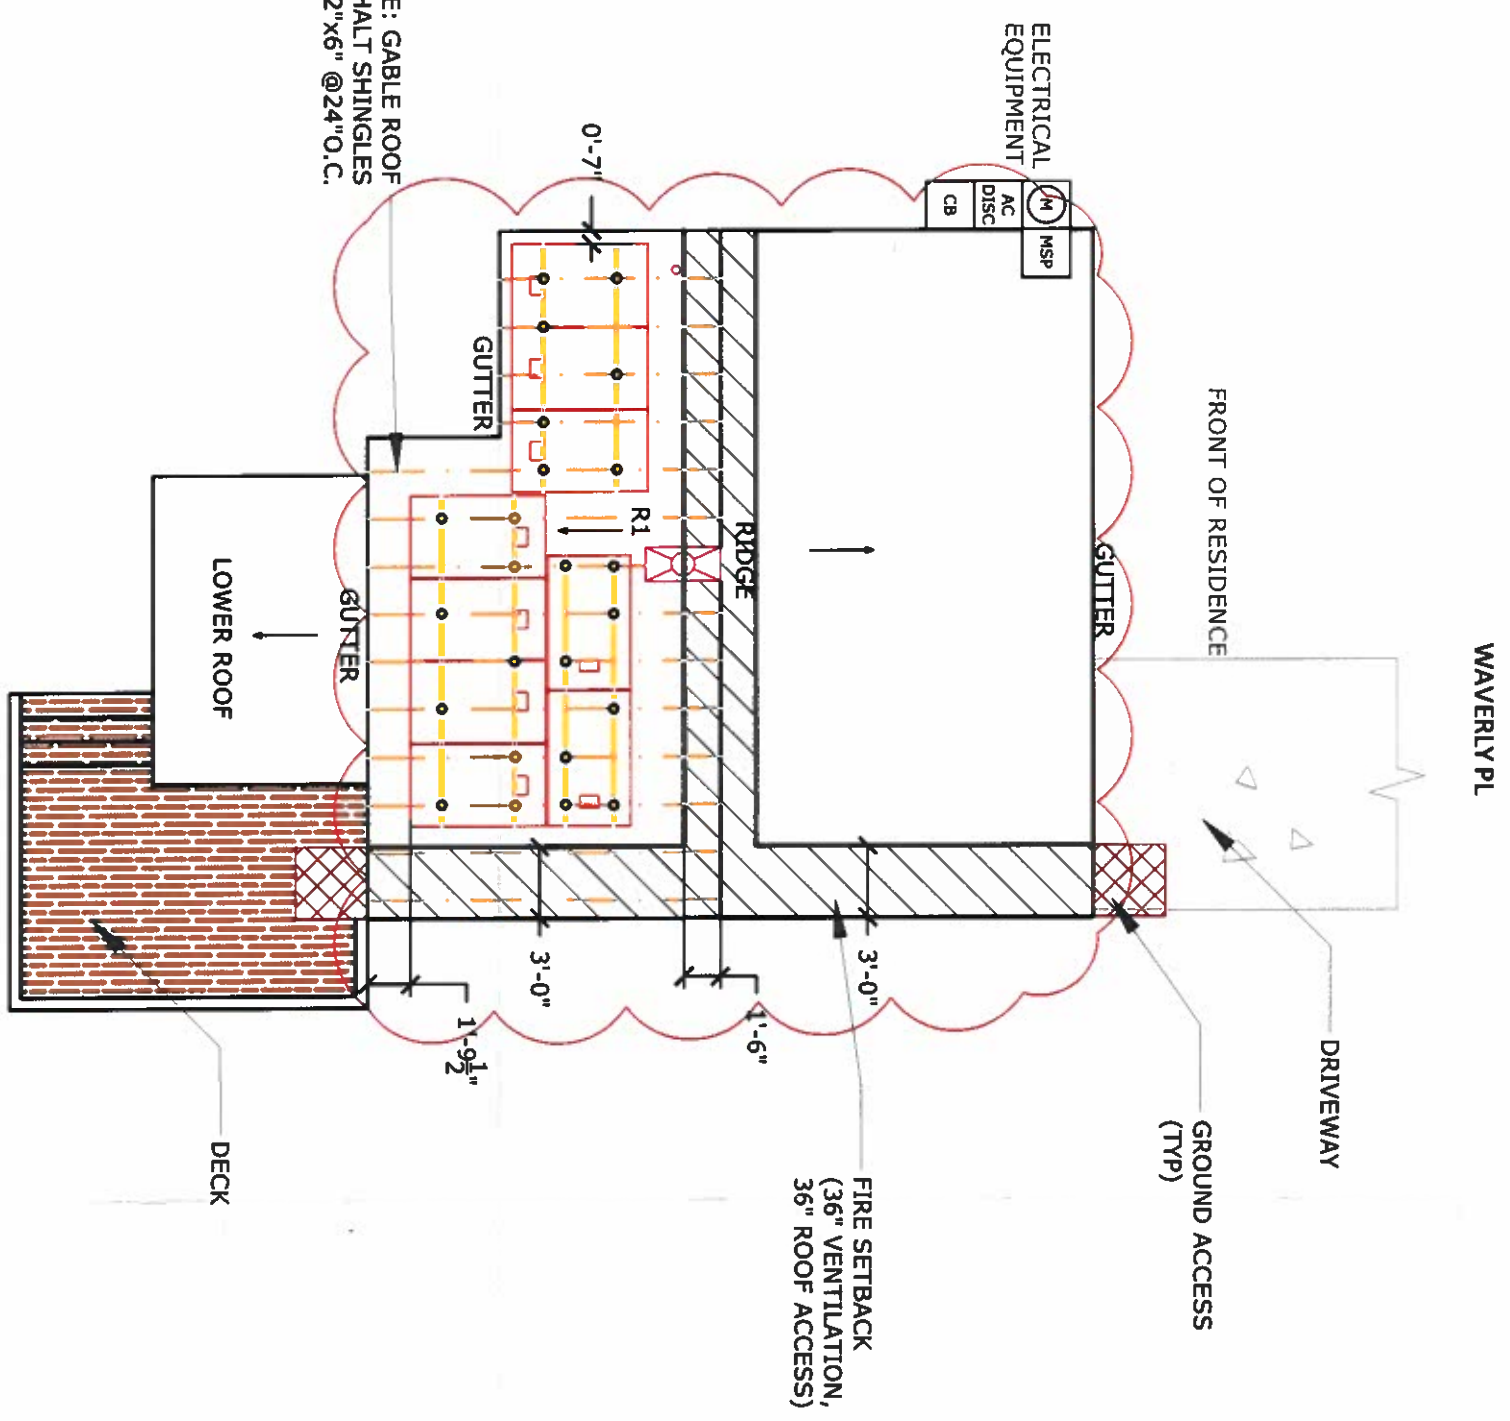 WAVERLY PL
FRONT OF RESIDENCE
DRIVEWAY
GROUND ACCESS
(TYP)
ELECTRICAL
EQUIPMENT
M
MSP
AC
DISC
CB
GUTTER
FIRE SETBACK
(36" VENTILATION,
36" ROOF ACCESS)
3'-0"
RIDGE
1'-6"
R1
0'-7"
3'-0"
GUTTER
1'-9 1/2"
E: GABLE ROOF
HALT SHINGLES
2"x6" @24"O.C.
GUTTER
LOWER ROOF
DECK